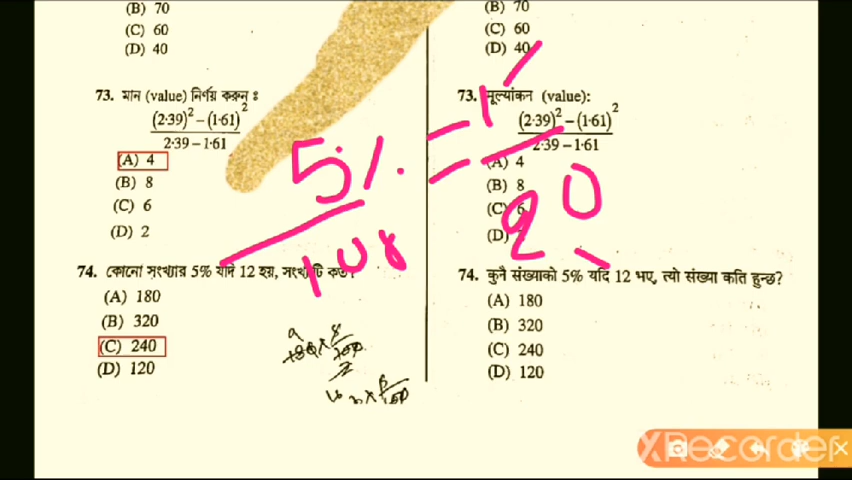 (B) 70
(C) 60
(D) 40
73. মান (value) নির্ণয় করুন :
(2·39)² – (1·61)²
2·39 – 1·61
(A) 4
(B) 8
(C) 6
(D) 2
74. কোনো সংখ্যার 5% যদি 12 হয়, সংখ্যাটি কত?
(A) 180
(B) 320
(C) 240
(D) 120
(B) 70
(C) 60
(D) 40
73. मूल्यांकन (value):
(2·39)² – (1·61)²
2·39 – 1·61
(A) 4
(B) 8
(C) 6
(D)
74. कुनै संख्याको 5% यदि 12 भए, त्यो संख्या कति हुन्छ?
(A) 180
(B) 320
(C) 240
(D) 120
5% = 1
20
XRecorder